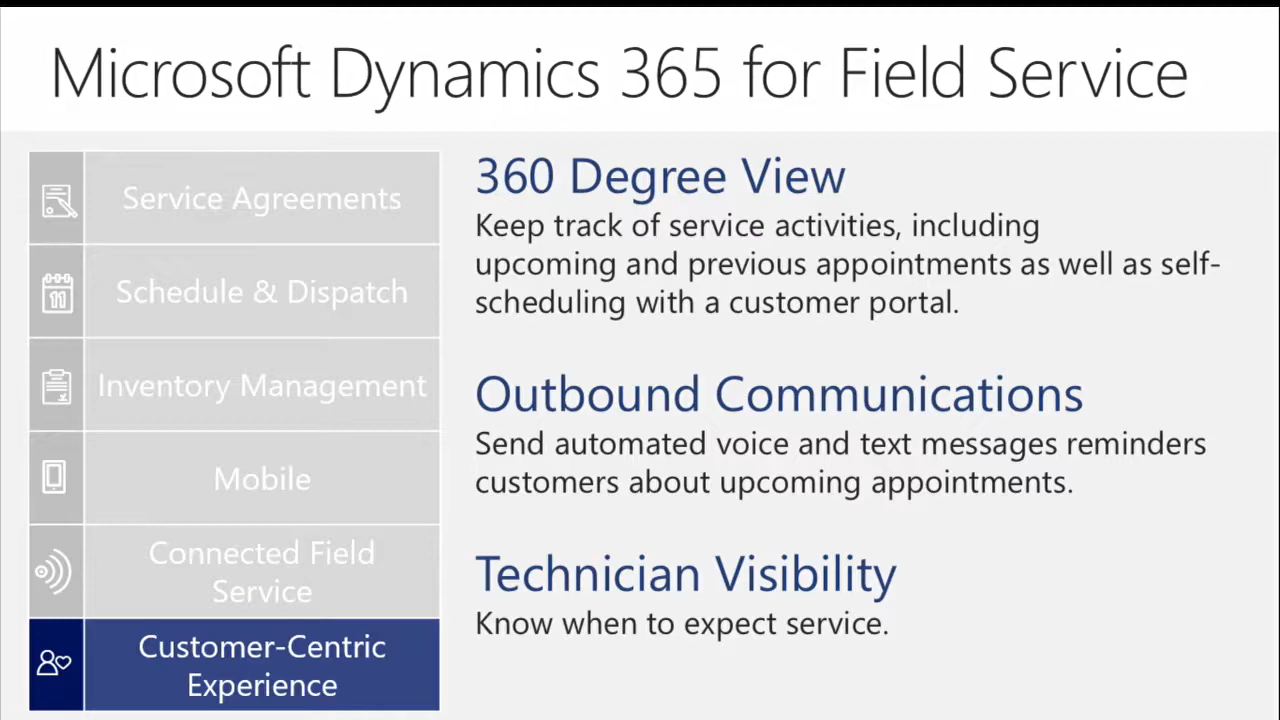 Microsoft Dynamics 365 for Field Service
Service Agreements
11
Schedule & Dispatch
Inventory Management
Mobile
Connected Field
Service
Customer-Centric
Experience
360 Degree View
Keep track of service activities, including
upcoming and previous appointments as well as self-
scheduling with a customer portal.
Outbound Communications
Send automated voice and text messages reminders
customers about upcoming appointments.
Technician Visibility
Know when to expect service.